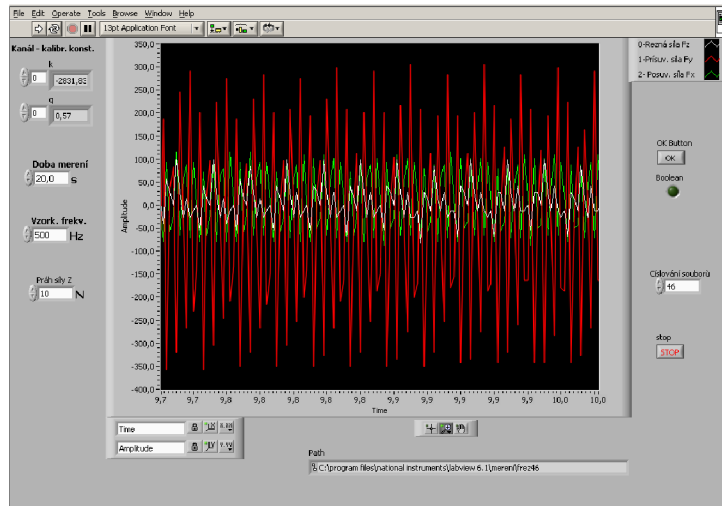 File Edit Operate Tools Browse Window Help
13pt Application Font
Kanál - kalibr. konst.
k
0
-2831,83
q
0
0,57
Doba merení
20,0 s
Vzork. frekv.
500 Hz
Práh síly Z
10 N
Amplitude
350,0
300,0
250,0
200,0
150,0
100,0
50,0
0,0
-50,0
-100,0
-150,0
-200,0
-250,0
-300,0
-350,0
-400,0
9,7 9,7 9,8 9,8 9,8 9,8 9,8 9,9 9,9 9,9 9,9 10,0 10,0
Time
0-Rezná síla Fz
1-Prísuv. síla Fy
2- Posuv. síla Fx
OK Button
OK
Boolean
Císlování souboru
46
stop
STOP
Time
Amplitude
Path
C:\program files\national instruments\labview 6.1\merení\frez46